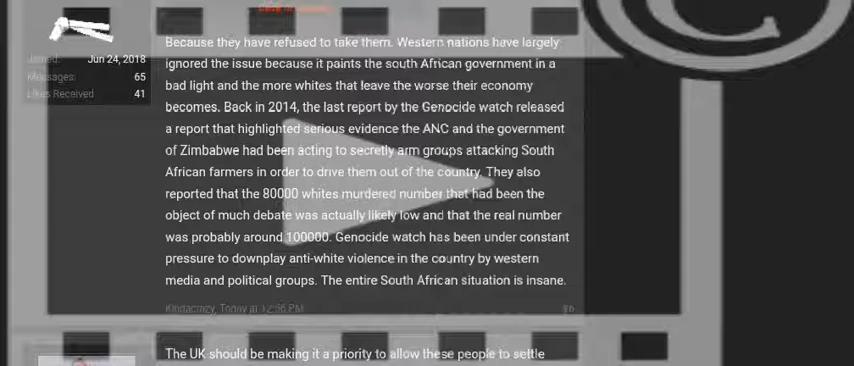 Joined: Jun 24, 2018
Messages: 65
Likes Received 41
Because they have refused to take them. Western nations have largely
ignored the issue because it paints the south African government in a
bad light and the more whites that leave the worse their economy
becomes. Back in 2014, the last report by the Genocide watch released
a report that highlighted serious evidence the ANC and the government
of Zimbabwe had been acting to secretly arm groups attacking South
African farmers in order to drive them out of the country. They also
reported that the 80000 whites murdered number that had been the
object of much debate was actually likely low and that the real number
was probably around 100000. Genocide watch has been under constant
pressure to downplay anti-white violence in the country by western
media and political groups. The entire South African situation is insane.
Today at 12:56 PM
The UK should be making it a priority to allow these people to settle